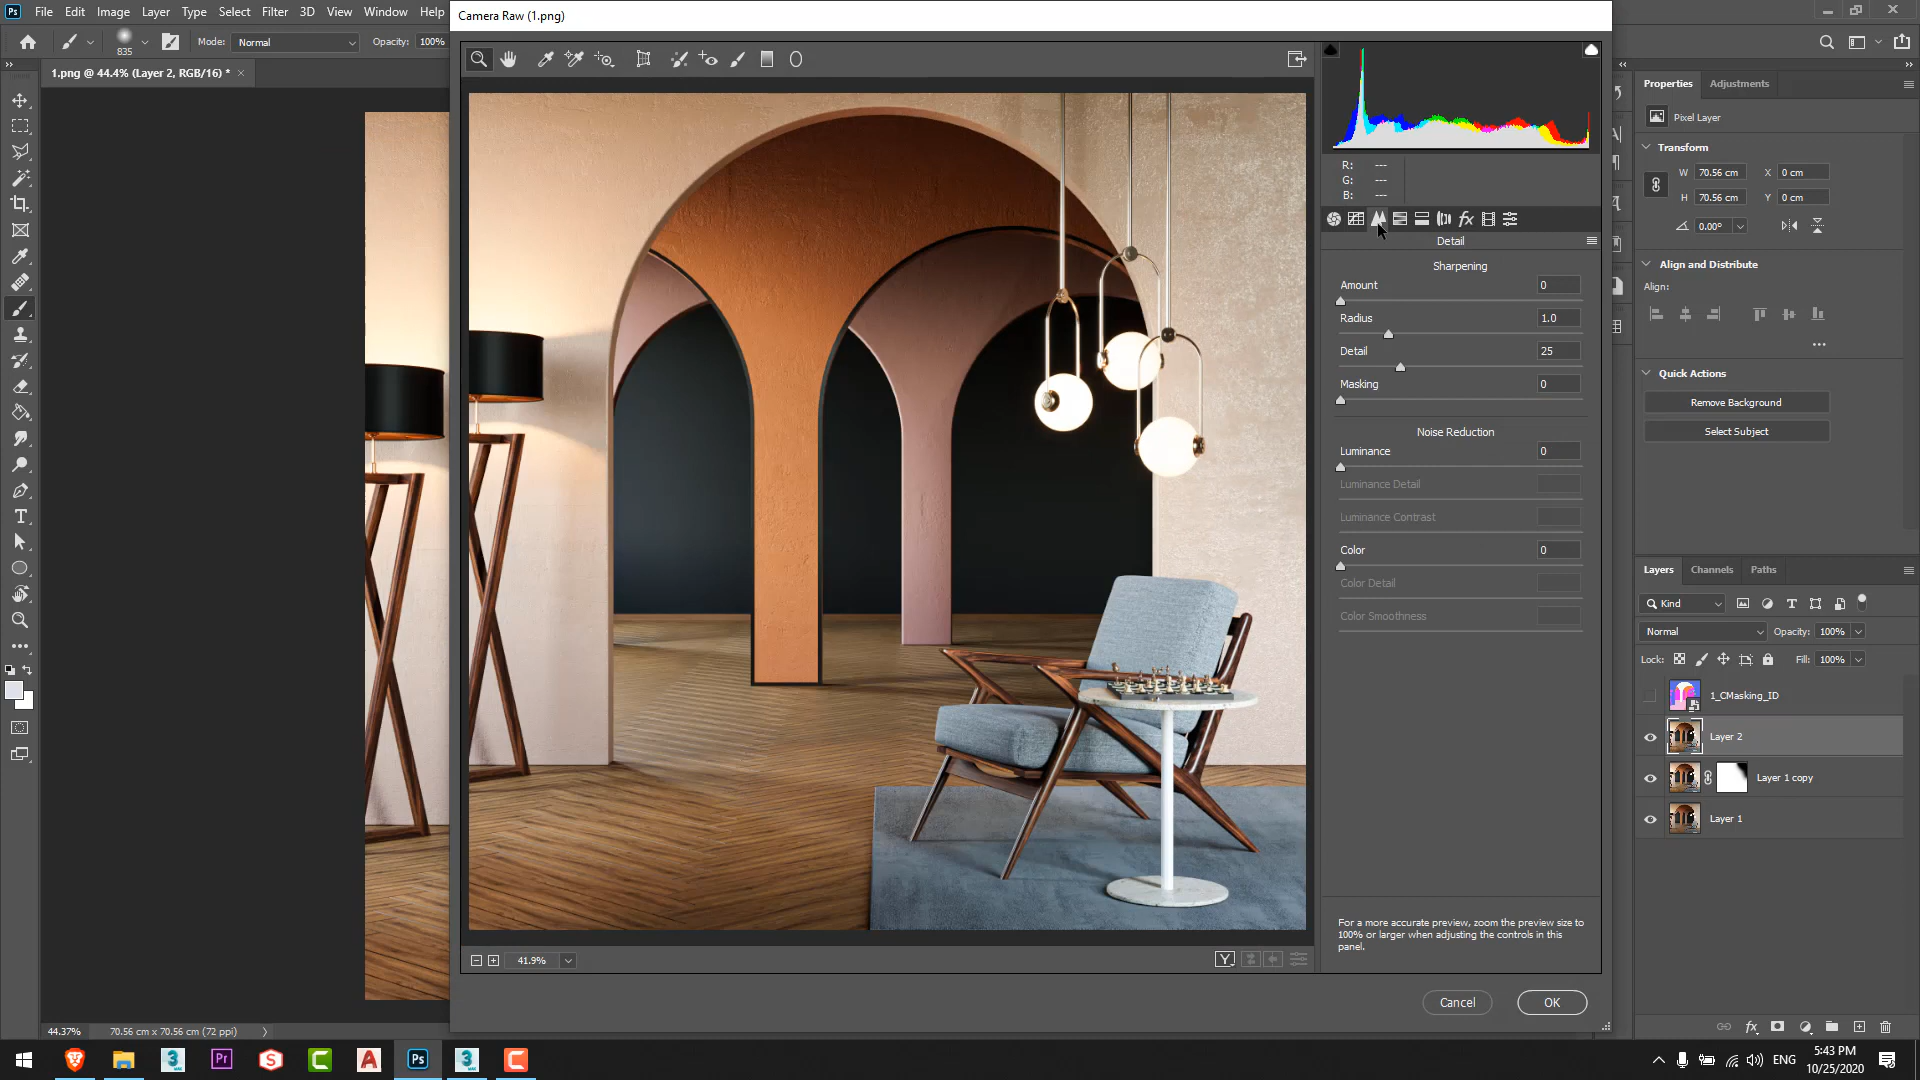 Ps File Edit Image Layer Type Select Filter 3D View Window Help
Camera Raw (1.png)
835
Mode: Normal Opacity: 100%
1.png @ 44.4% (Layer 2, RGB/16) *
R: ---
G: ---
B: ---
Detail
Sharpening
Amount 0
Radius 1.0
Detail 25
Masking 0
Noise Reduction
Luminance 0
Luminance Detail
Luminance Contrast
Color 0
Color Detail
Color Smoothness
For a more accurate preview, zoom the preview size to
100% or larger when adjusting the controls in this
panel.
41.9%
Y
Cancel OK
Properties Adjustments
Pixel Layer
Transform
W 70.56 cm X 0 cm
H 70.56 cm Y 0 cm
0.00°
Align and Distribute
Align:
Quick Actions
Remove Background
Select Subject
Layers Channels Paths
Kind
Normal Opacity: 100%
Lock: Fill: 100%
1_CMasking_ID
Layer 2
Layer 1 copy
Layer 1
fx
44.37% 70.56 cm x 70.56 cm (72 ppi)
3 Pr S C A Ps 3 C
ENG
5:43 PM
10/25/2020